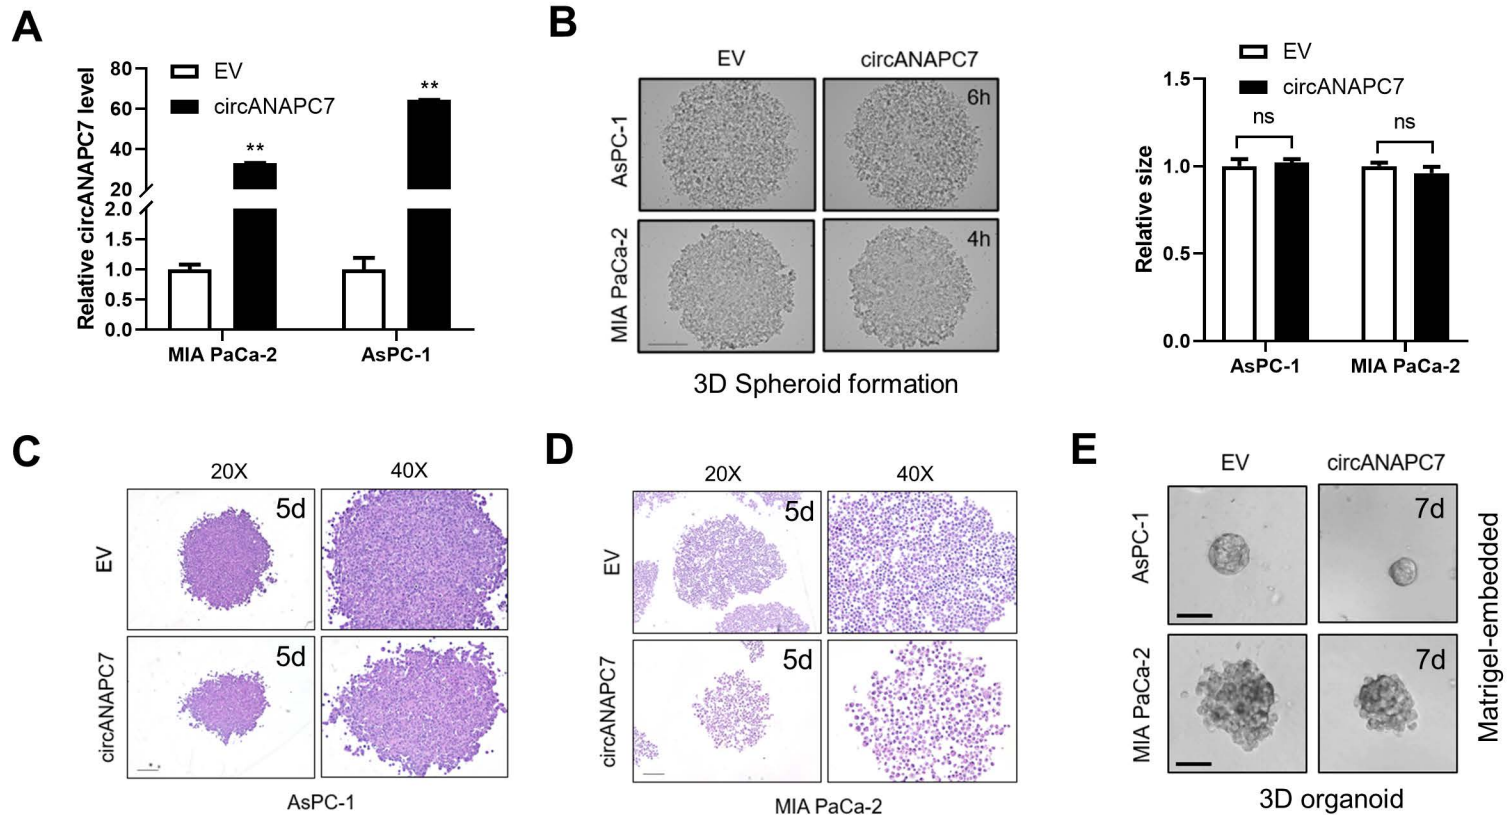 A
Relative circANAPC7 level
80
60
40
20
2.0
1.5
1.0
0.5
0.0
EV
circANAPC7
**
**
MIA PaCa-2
AsPC-1
B
EV
circANAPC7
AsPC-1
6h
MIA PaCa-2
4h
3D Spheroid formation
EV
circANAPC7
Relative size
1.5
1.0
0.5
0.0
ns
ns
AsPC-1
MIA PaCa-2
C
20X
40X
EV
5d
circANAPC7
5d
AsPC-1
D
20X
40X
EV
5d
circANAPC7
5d
MIA PaCa-2
E
EV
circANAPC7
AsPC-1
7d
MIA PaCa-2
7d
Matrigel-embedded
3D organoid